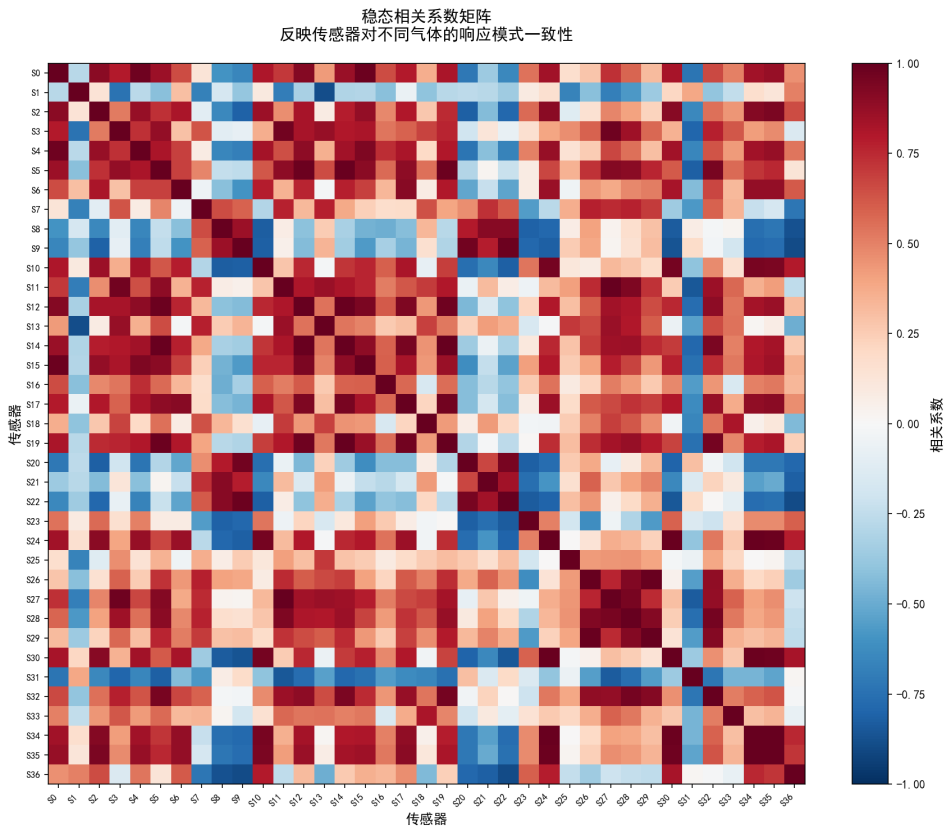 稳态相关系数矩阵
反映传感器对不同气体的响应模式一致性
传感器
S0
S1
S2
S3
S4
S5
S6
S7
S8
S9
S10
S11
S12
S13
S14
S15
S16
S17
S18
S19
S20
S21
S22
S23
S24
S25
S26
S27
S28
S29
S30
S31
S32
S33
S34
S35
S36
S0 S1 S2 S3 S4 S5 S6 S7 S8 S9 S10 S11 S12 S13 S14 S15 S16 S17 S18 S19 S20 S21 S22 S23 S24 S25 S26 S27 S28 S29 S30 S31 S32 S33 S34 S35 S36
传感器
1.00
0.75
0.50
0.25
0.00
−0.25
−0.50
−0.75
−1.00
相关系数